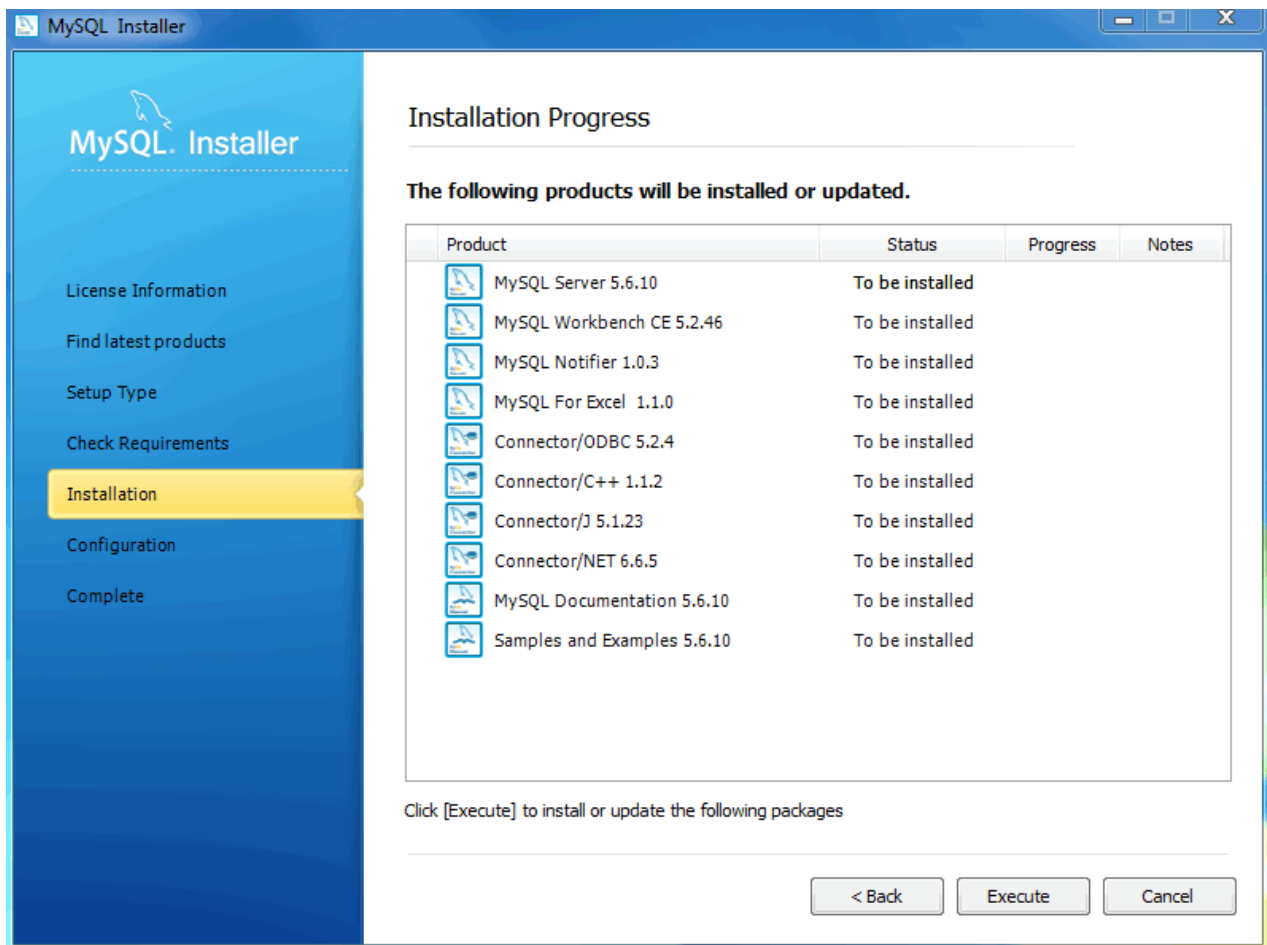 MySQL Installer
MySQL. Installer
License Information
Find latest products
Setup Type
Check Requirements
Installation
Configuration
Complete
Installation Progress
The following products will be installed or updated.
Product Status Progress Notes
MySQL Server 5.6.10 To be installed
MySQL Workbench CE 5.2.46 To be installed
MySQL Notifier 1.0.3 To be installed
MySQL For Excel 1.1.0 To be installed
Connector/ODBC 5.2.4 To be installed
Connector/C++ 1.1.2 To be installed
Connector/J 5.1.23 To be installed
Connector/NET 6.6.5 To be installed
MySQL Documentation 5.6.10 To be installed
Samples and Examples 5.6.10 To be installed
Click [Execute] to install or update the following packages
< Back Execute Cancel